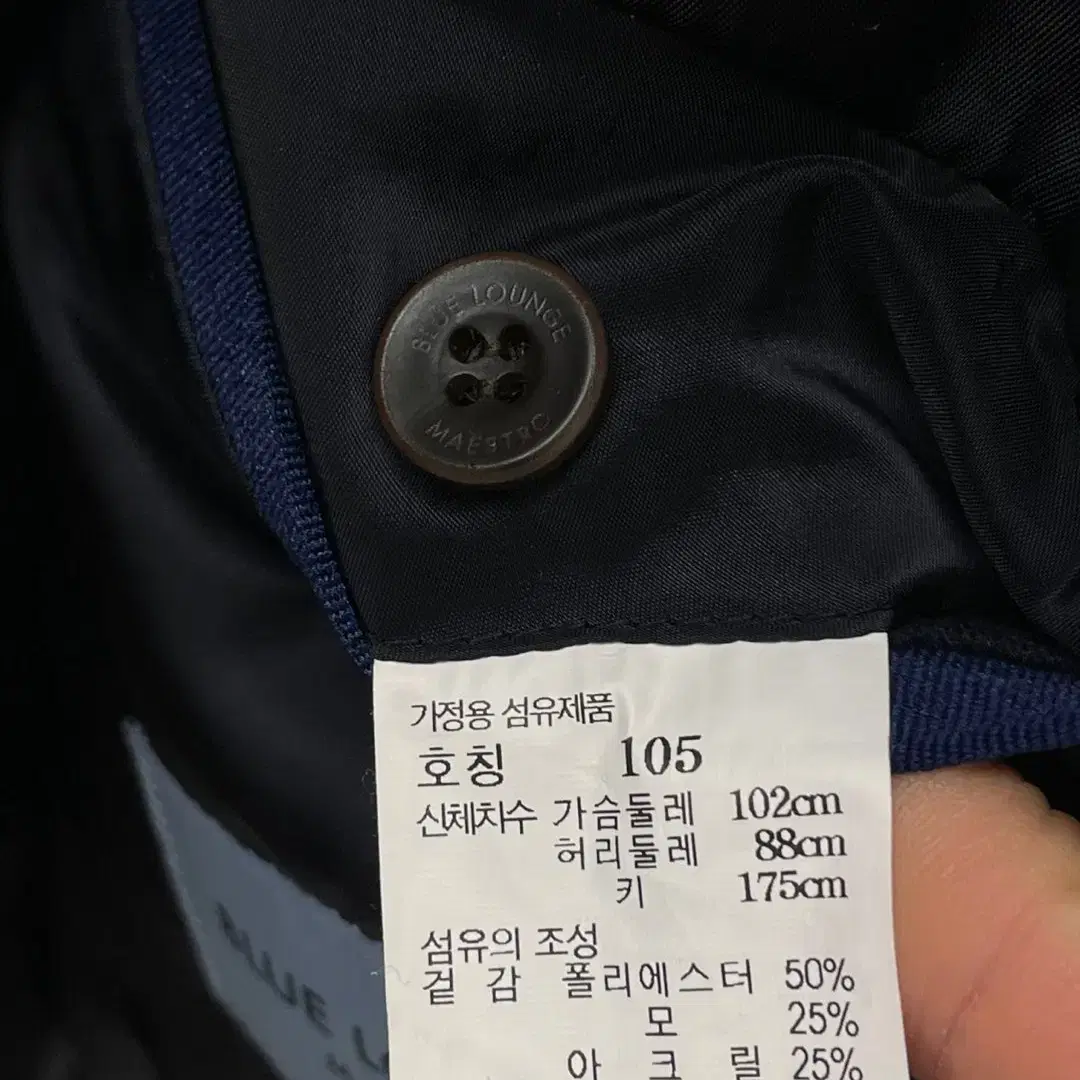 BLUE LOUNGE
MAESTRO
가정용 섬유제품
호칭 105
신체치수 가슴둘레 102cm
허리둘레 88cm
키 175cm
섬유의 조성
겉감 폴리에스터 50%
모 25%
아크릴 25%
BLUE